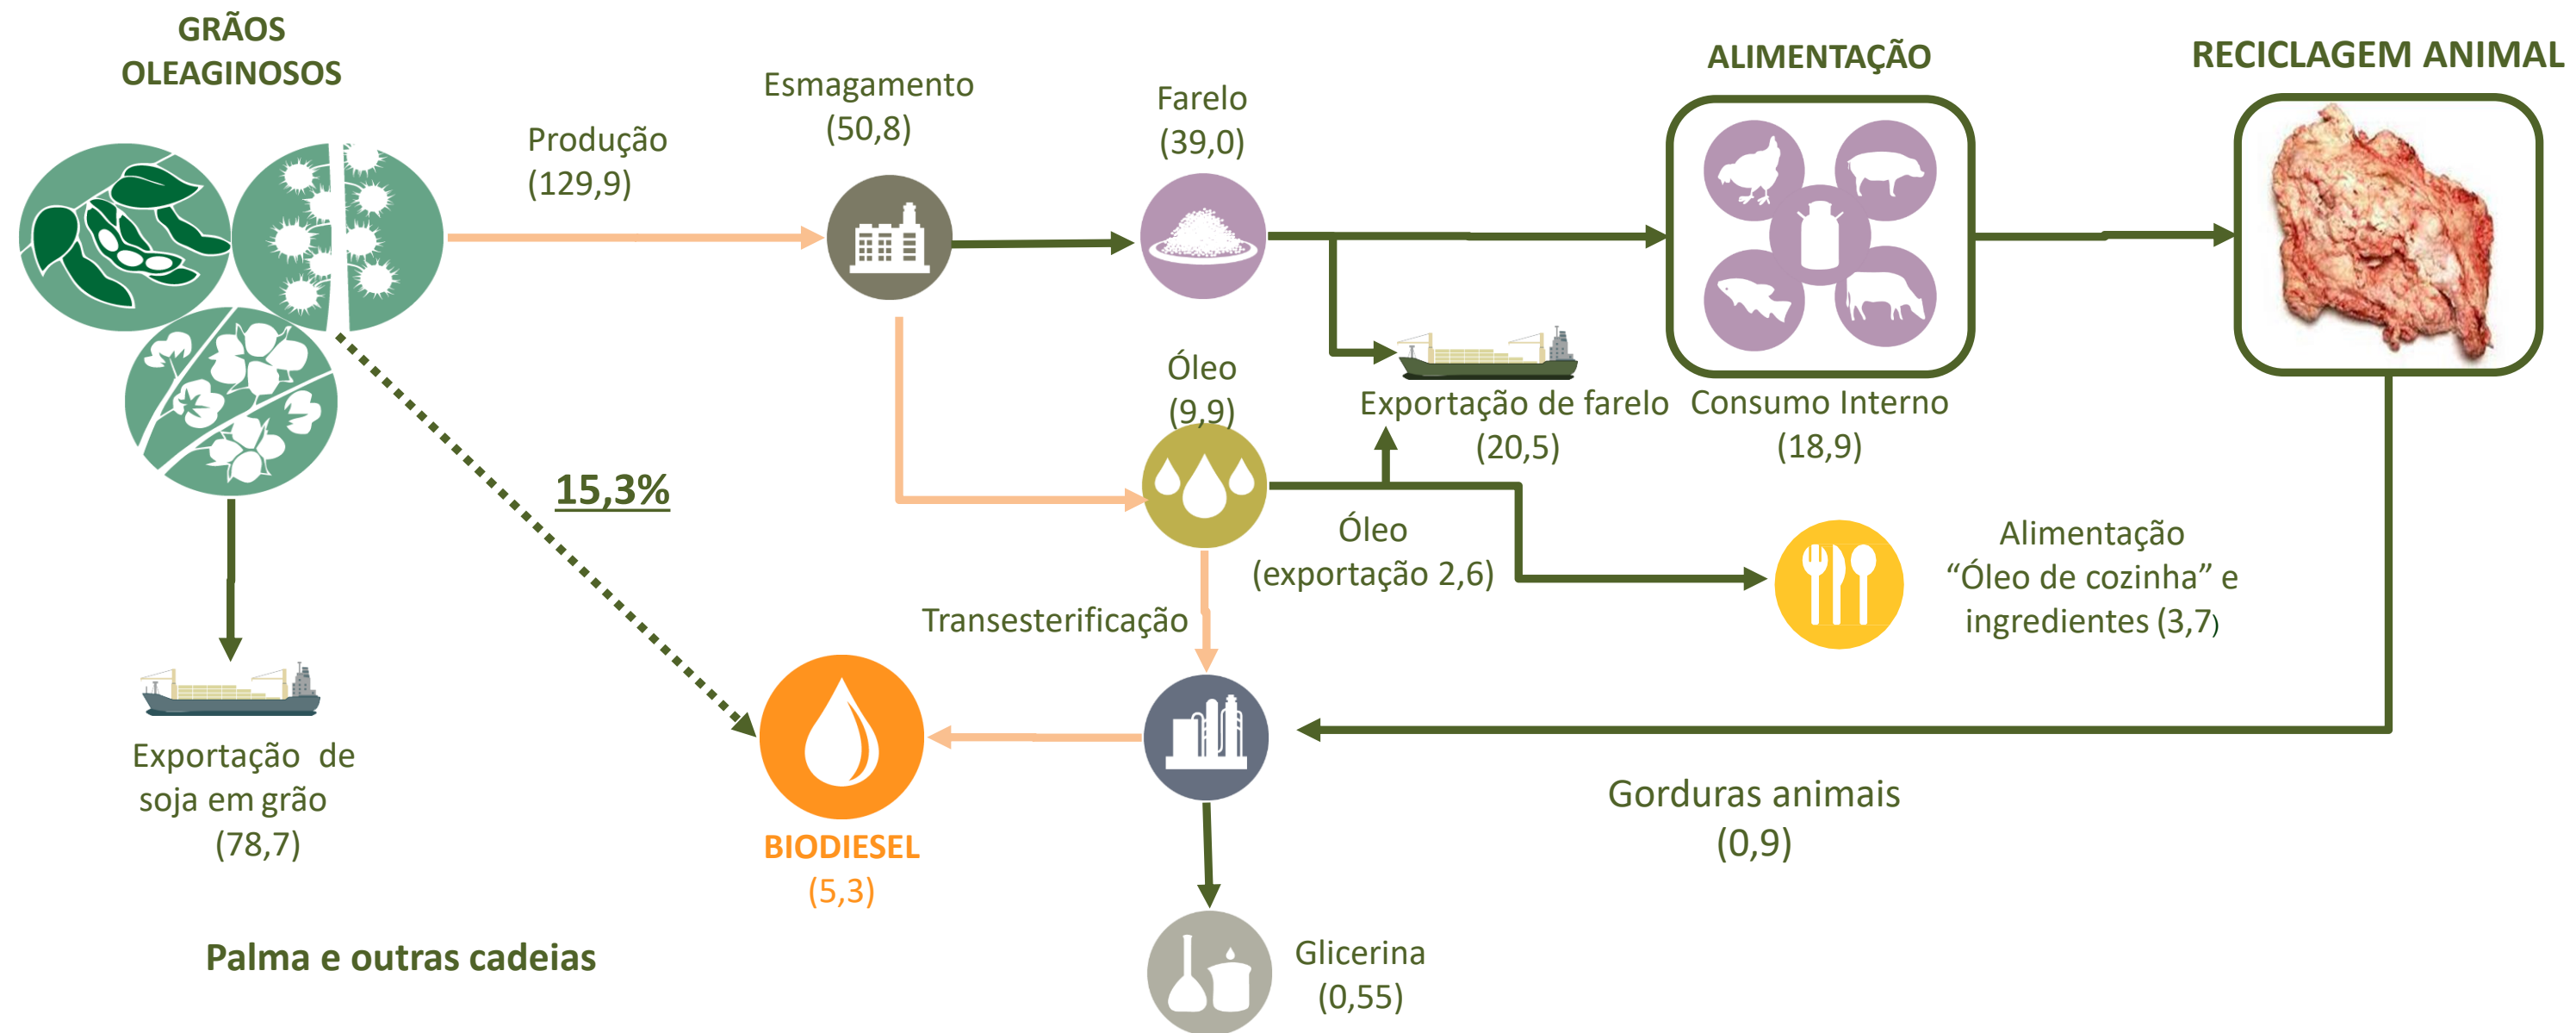 GRÃOS
OLEAGINOSOS
Produção
(129,9)
Esmagamento
(50,8)
Farelo
(39,0)
ALIMENTAÇÃO
RECICLAGEM ANIMAL
Óleo
(9,9)
Exportação de farelo
(20,5)
Consumo Interno
(18,9)
15,3%
Óleo
(exportação 2,6)
Alimentação
“Óleo de cozinha” e
ingredientes (3,7)
Transesterificação
Exportação de
soja em grão
(78,7)
BIODIESEL
(5,3)
Gorduras animais
(0,9)
Palma e outras cadeias
Glicerina
(0,55)